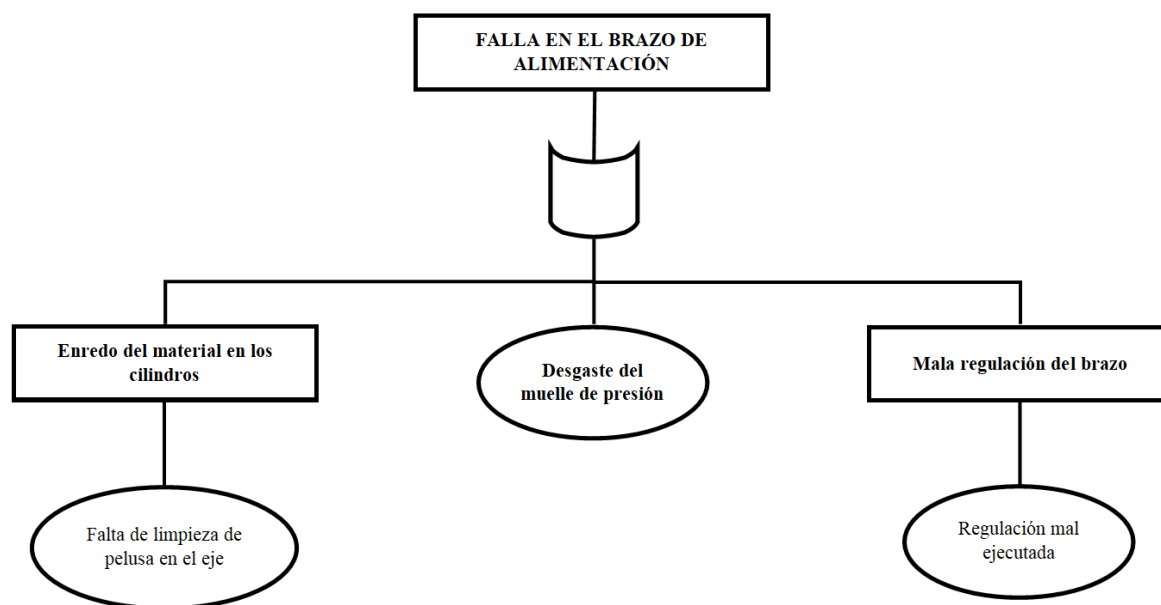 FALLA EN EL BRAZO DE
ALIMENTACIÓN
Enredo del material en los
cilindros
Desgaste del
muelle de presión
Mala regulación del brazo
Falta de limpieza de
pelusa en el eje
Regulación mal
ejecutada